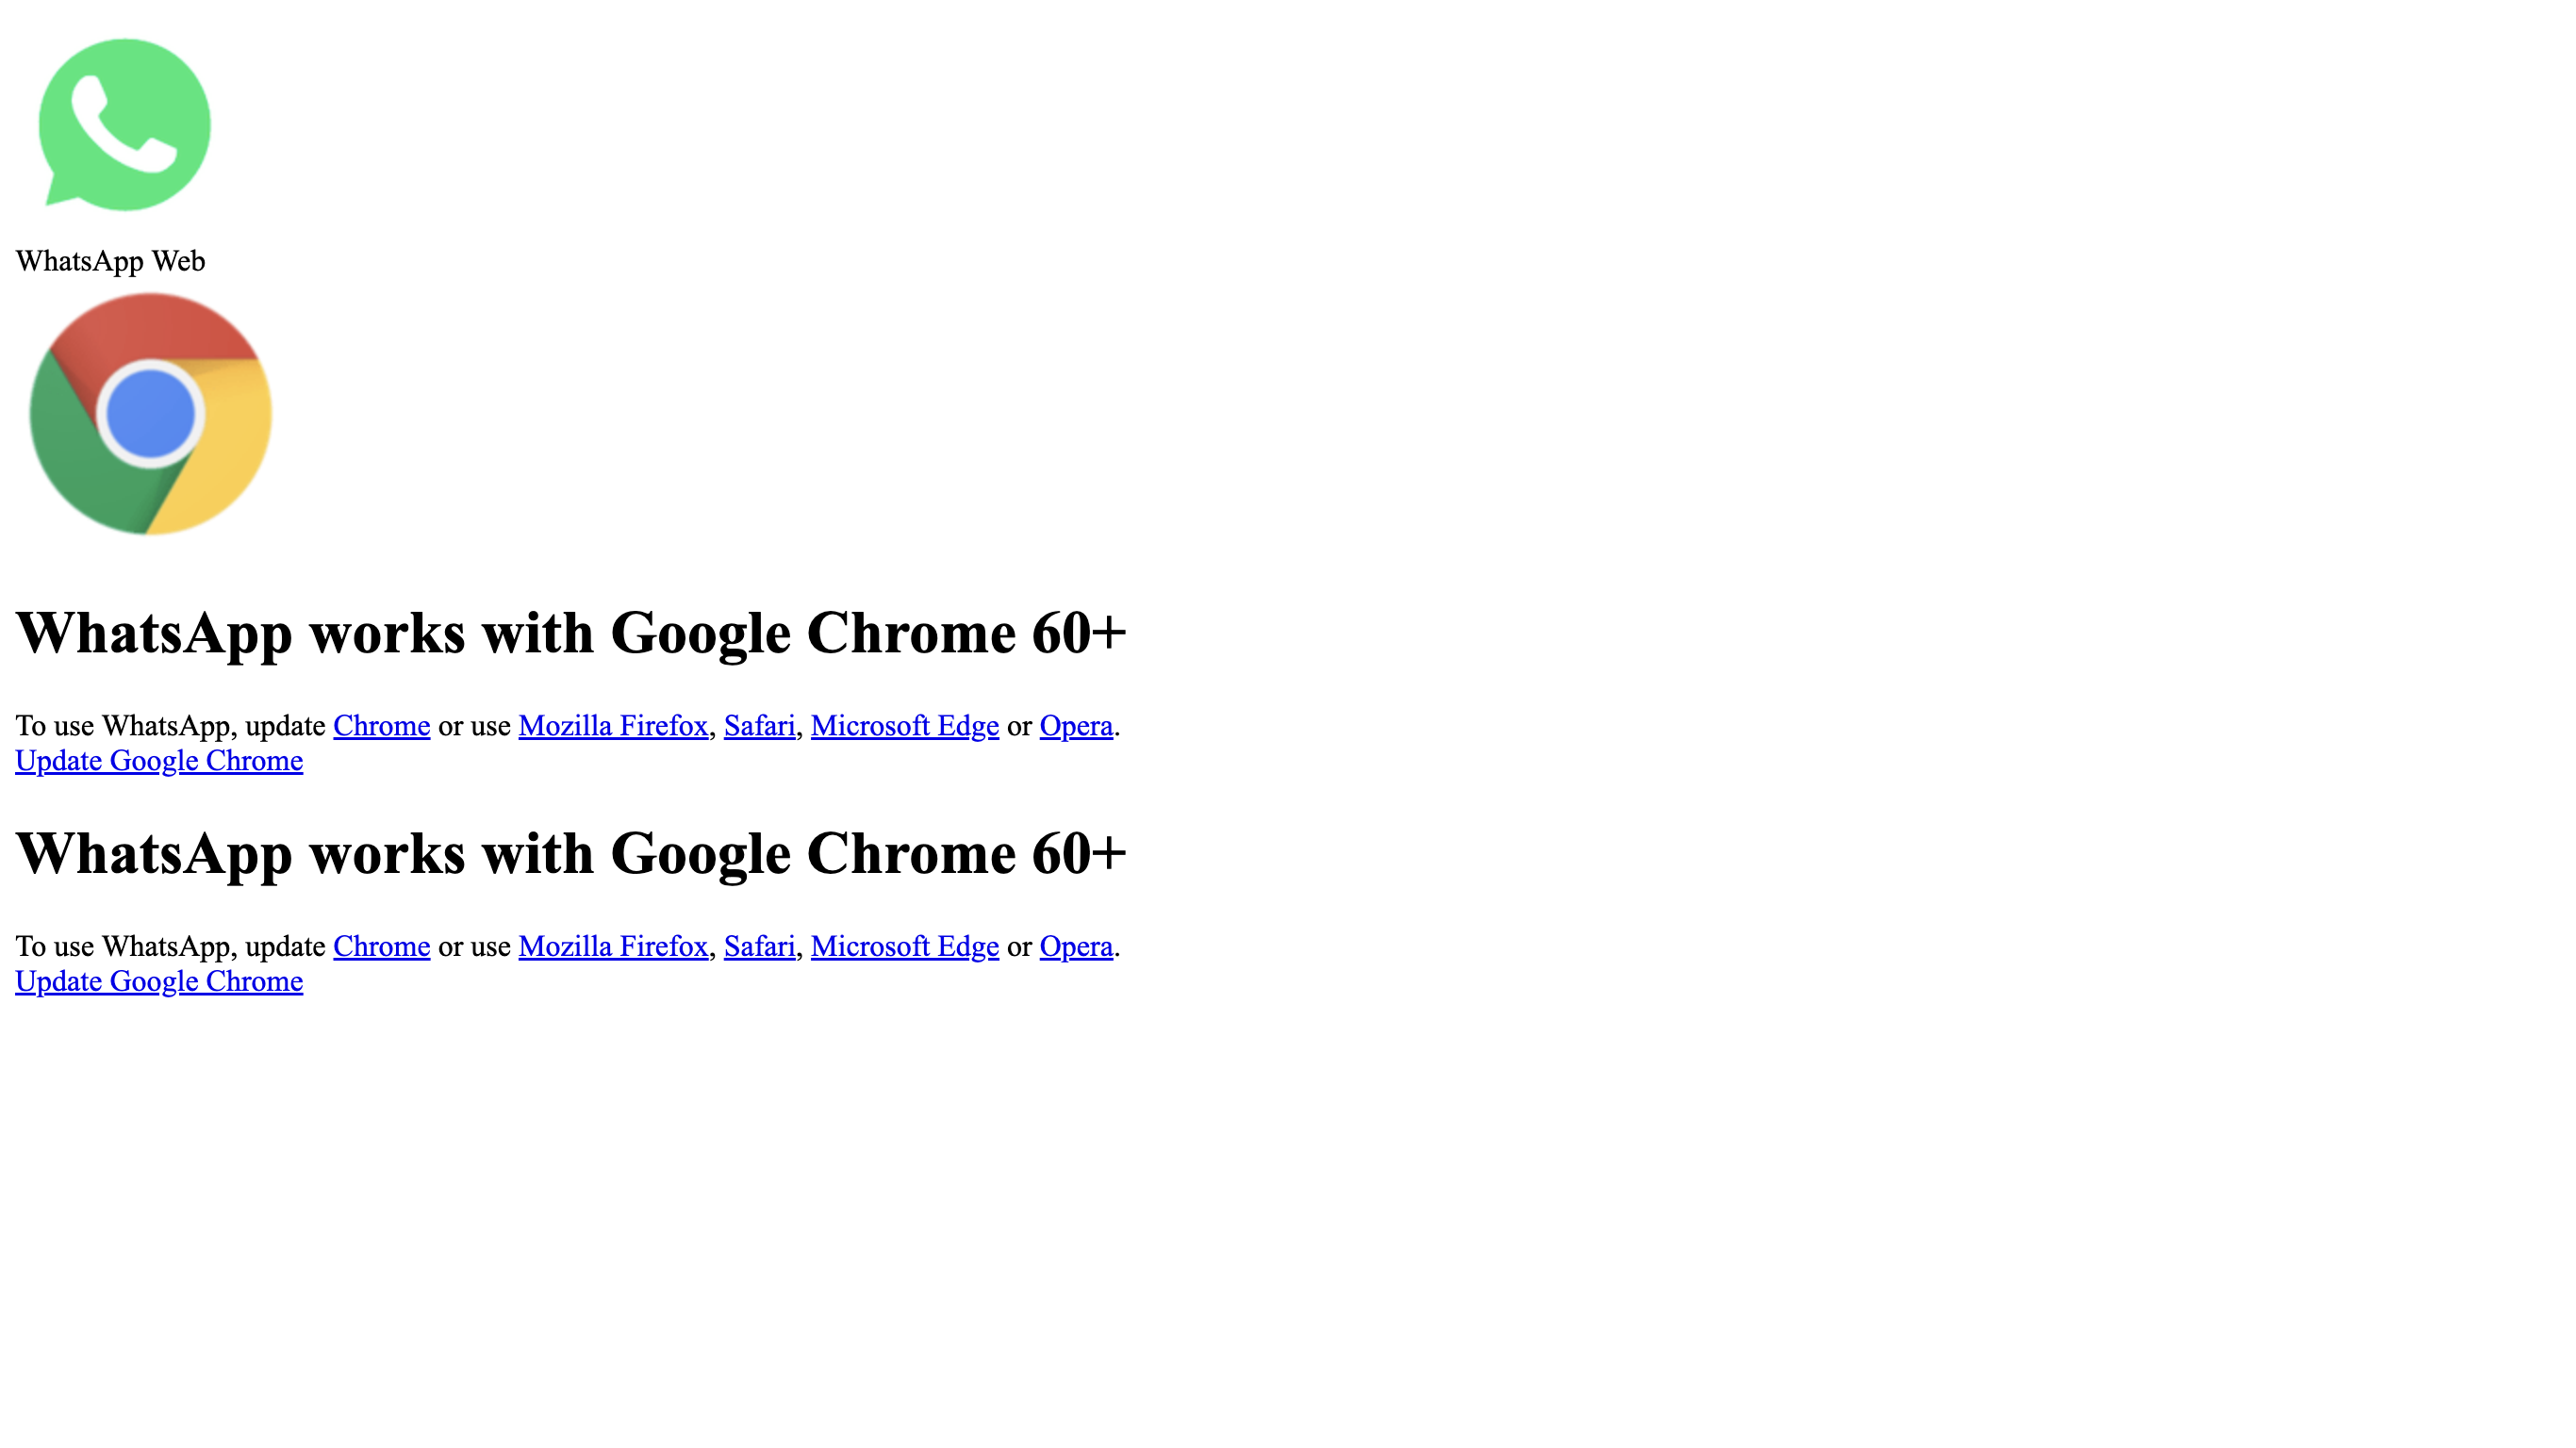 WhatsApp Web
WhatsApp works with Google Chrome 60+
To use WhatsApp, update Chrome or use Mozilla Firefox, Safari, Microsoft Edge or Opera.
Update Google Chrome
WhatsApp works with Google Chrome 60+
To use WhatsApp, update Chrome or use Mozilla Firefox, Safari, Microsoft Edge or Opera.
Update Google Chrome